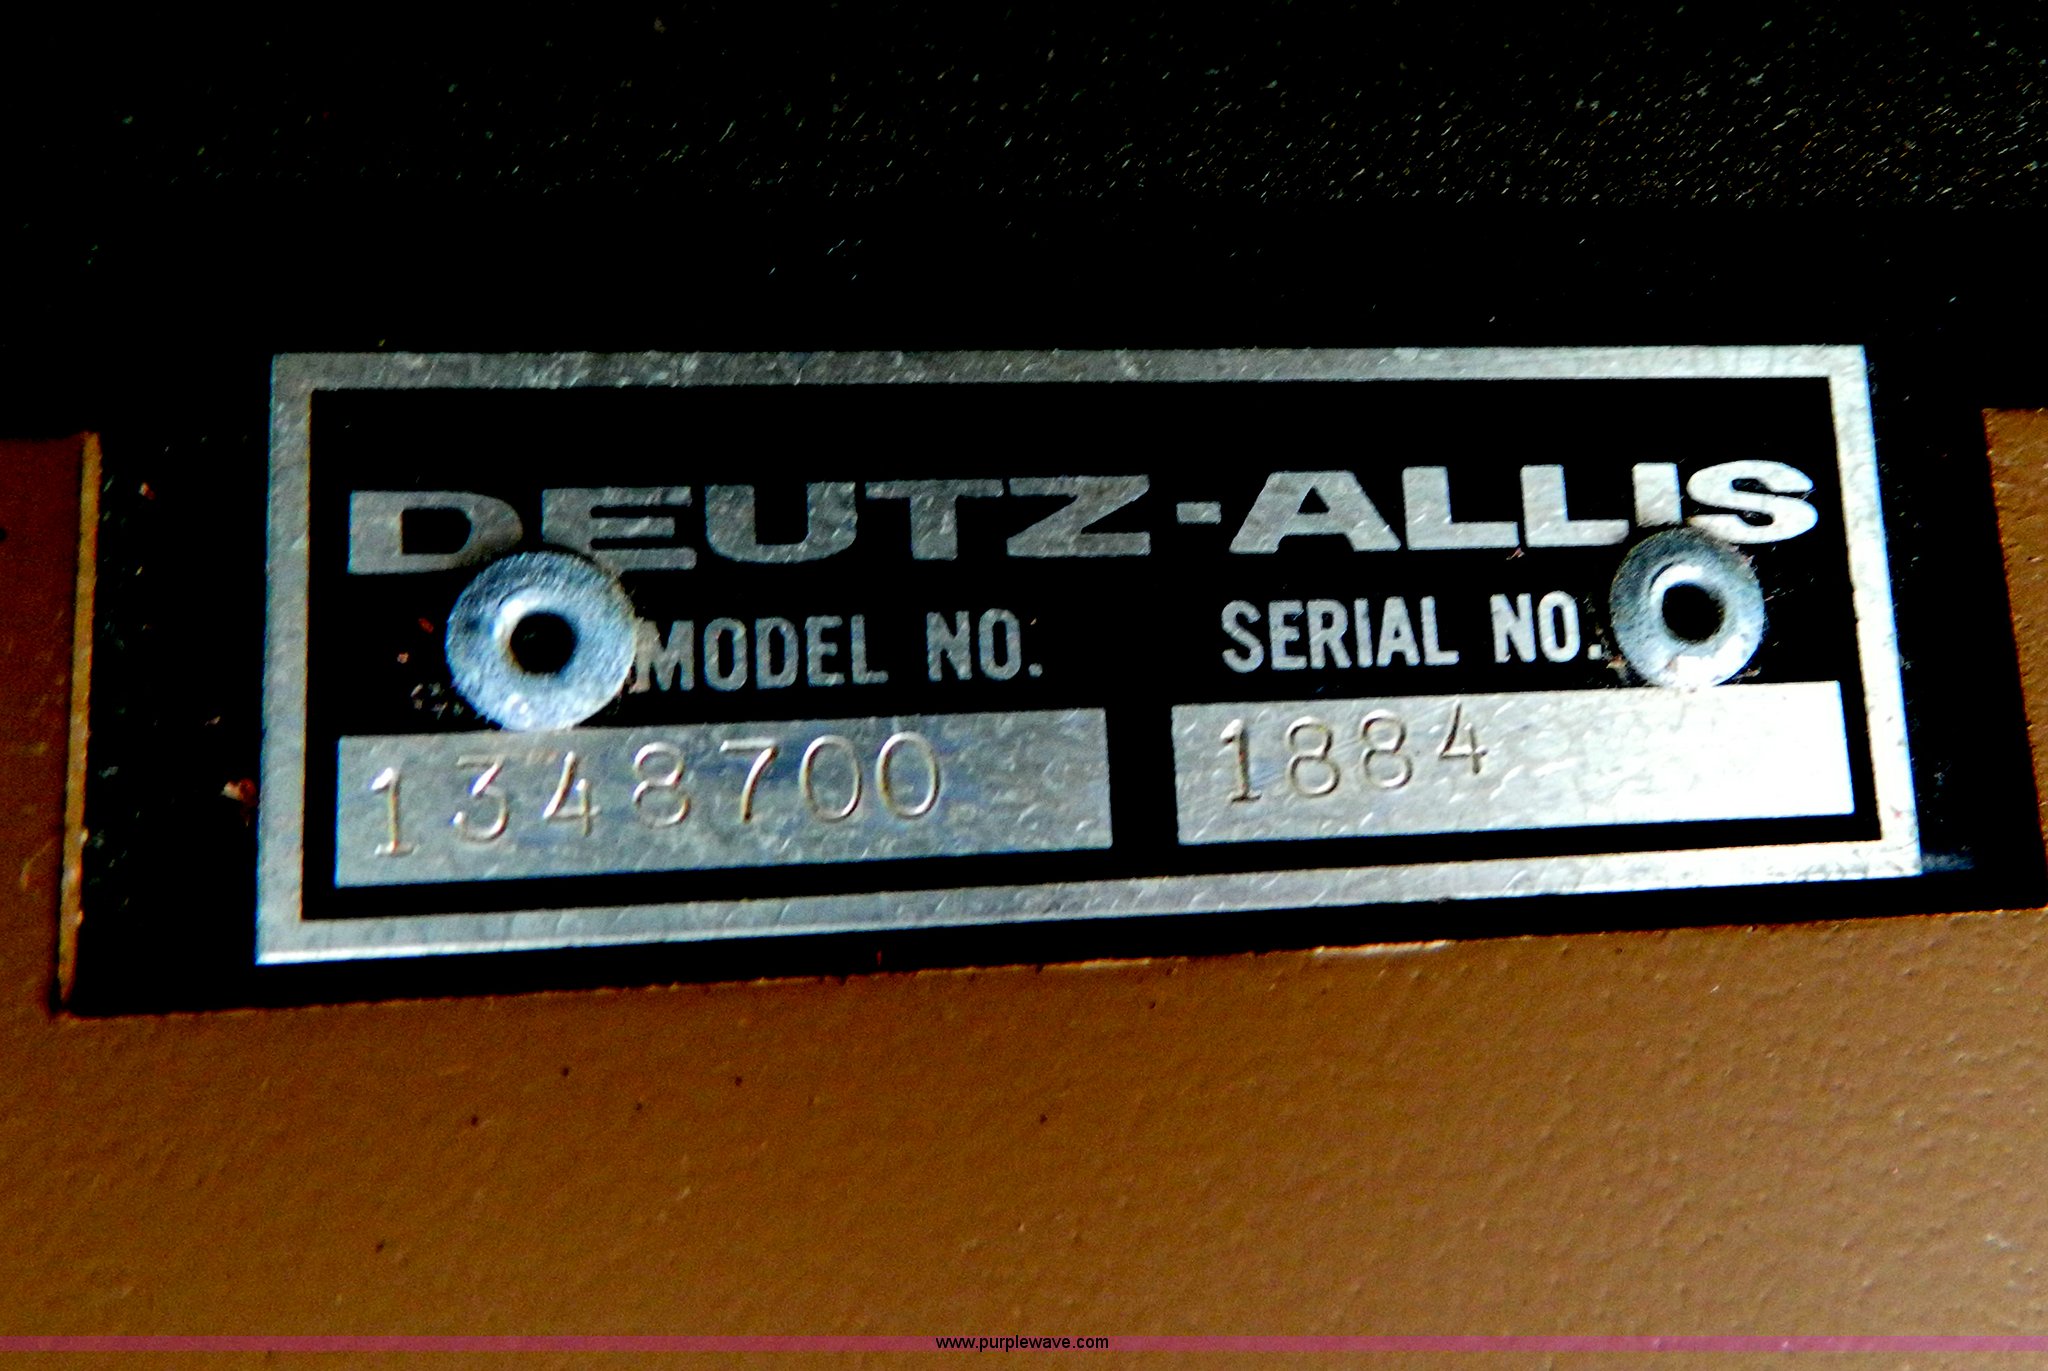 DEUTZ-ALLIS
MODEL NO. SERIAL NO.
1348700 1884
www.purplewave.com